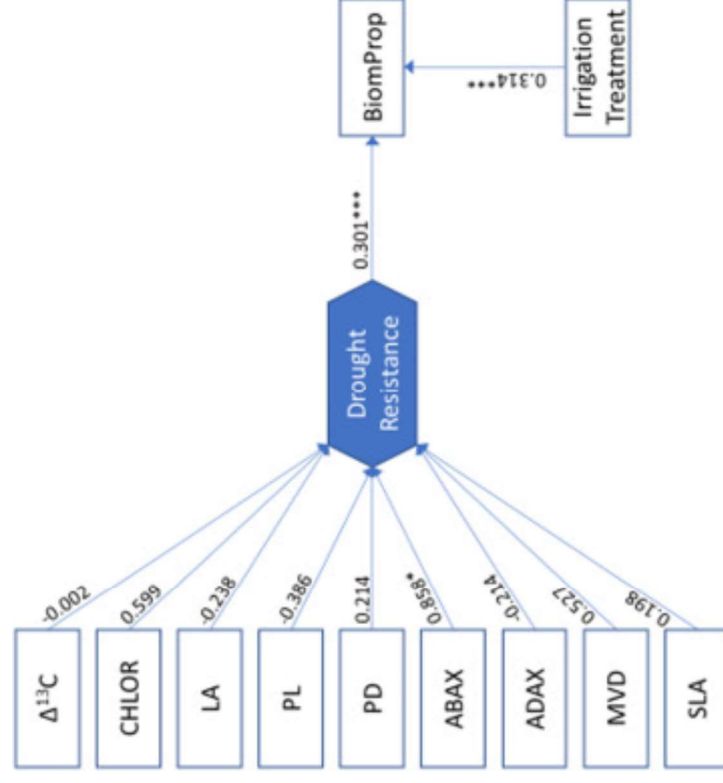 Δ¹³C
CHLOR
LA
PL
PD
ABAX
ADAX
MVD
SLA
-0.002
0.599
-0.238
-0.386
0.214
0.858*
-0.214
0.527
0.198
Drought
Resistance
0.301***
BiomProp
0.314***
Irrigation
Treatment